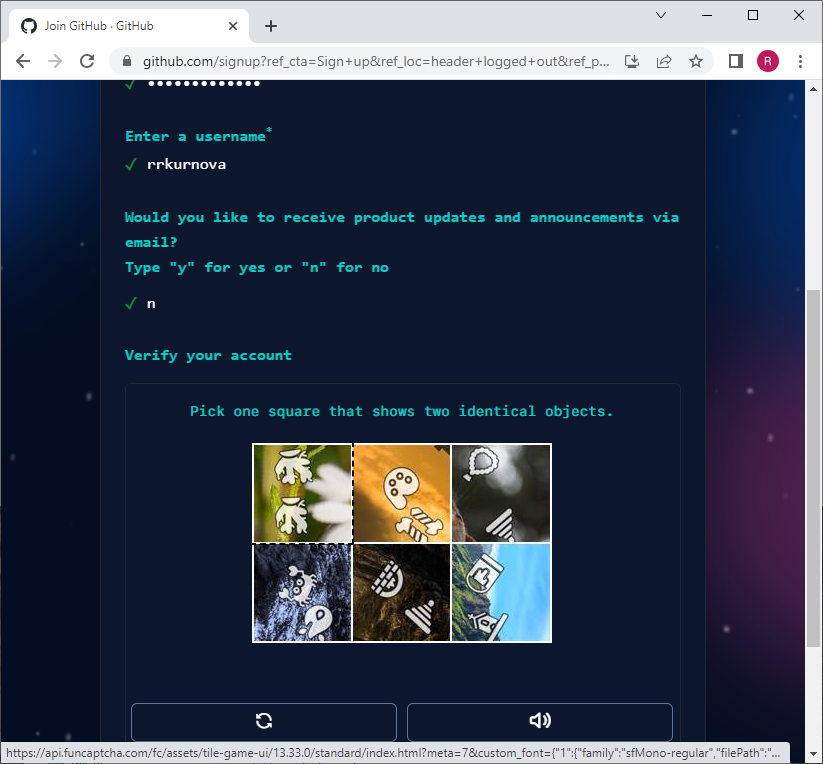 Join GitHub · GitHub
github.com/signup?ref_cta=Sign+up&ref_loc=header+logged+out&ref_p...
R
Enter a username*
✓ rrkurnova
Would you like to receive product updates and announcements via
email?
Type "y" for yes or "n" for no
✓ n
Verify your account
Pick one square that shows two identical objects.
https://api.funcaptcha.com/fc/assets/tile-game-ui/13.33.0/standard/index.html?meta=7&custom_font={"1":{"family":"sfMono-regular","filePath":"...